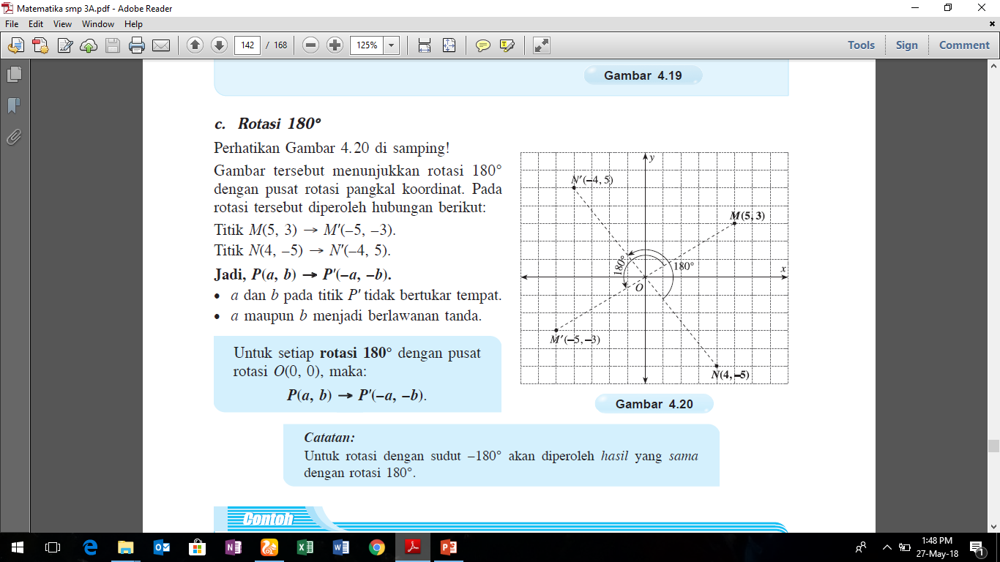 Matematika smp 3A.pdf - Adobe Reader
File Edit View Window Help
142 / 168 125% Tools Sign Comment
Gambar 4.19
c. Rotasi 180°
Perhatikan Gambar 4.20 di samping!
Gambar tersebut menunjukkan rotasi 180°
dengan pusat rotasi pangkal koordinat. Pada
rotasi tersebut diperoleh hubungan berikut:
Titik M(5, 3) → M′(–5, –3).
Titik N(4, –5) → N′(–4, 5).
Jadi, P(a, b) → P′(–a, –b).
• a dan b pada titik P′ tidak bertukar tempat.
• a maupun b menjadi berlawanan tanda.
Untuk setiap rotasi 180° dengan pusat
rotasi O(0, 0), maka:
P(a, b) → P′(–a, –b).
y
N′(–4, 5)
M(5, 3)
180°
180°
x
O
M′(–5, –3)
N(4, –5)
Gambar 4.20
Catatan:
Untuk rotasi dengan sudut –180° akan diperoleh hasil yang sama
dengan rotasi 180°.
Contoh
1:48 PM
27-May-18
1